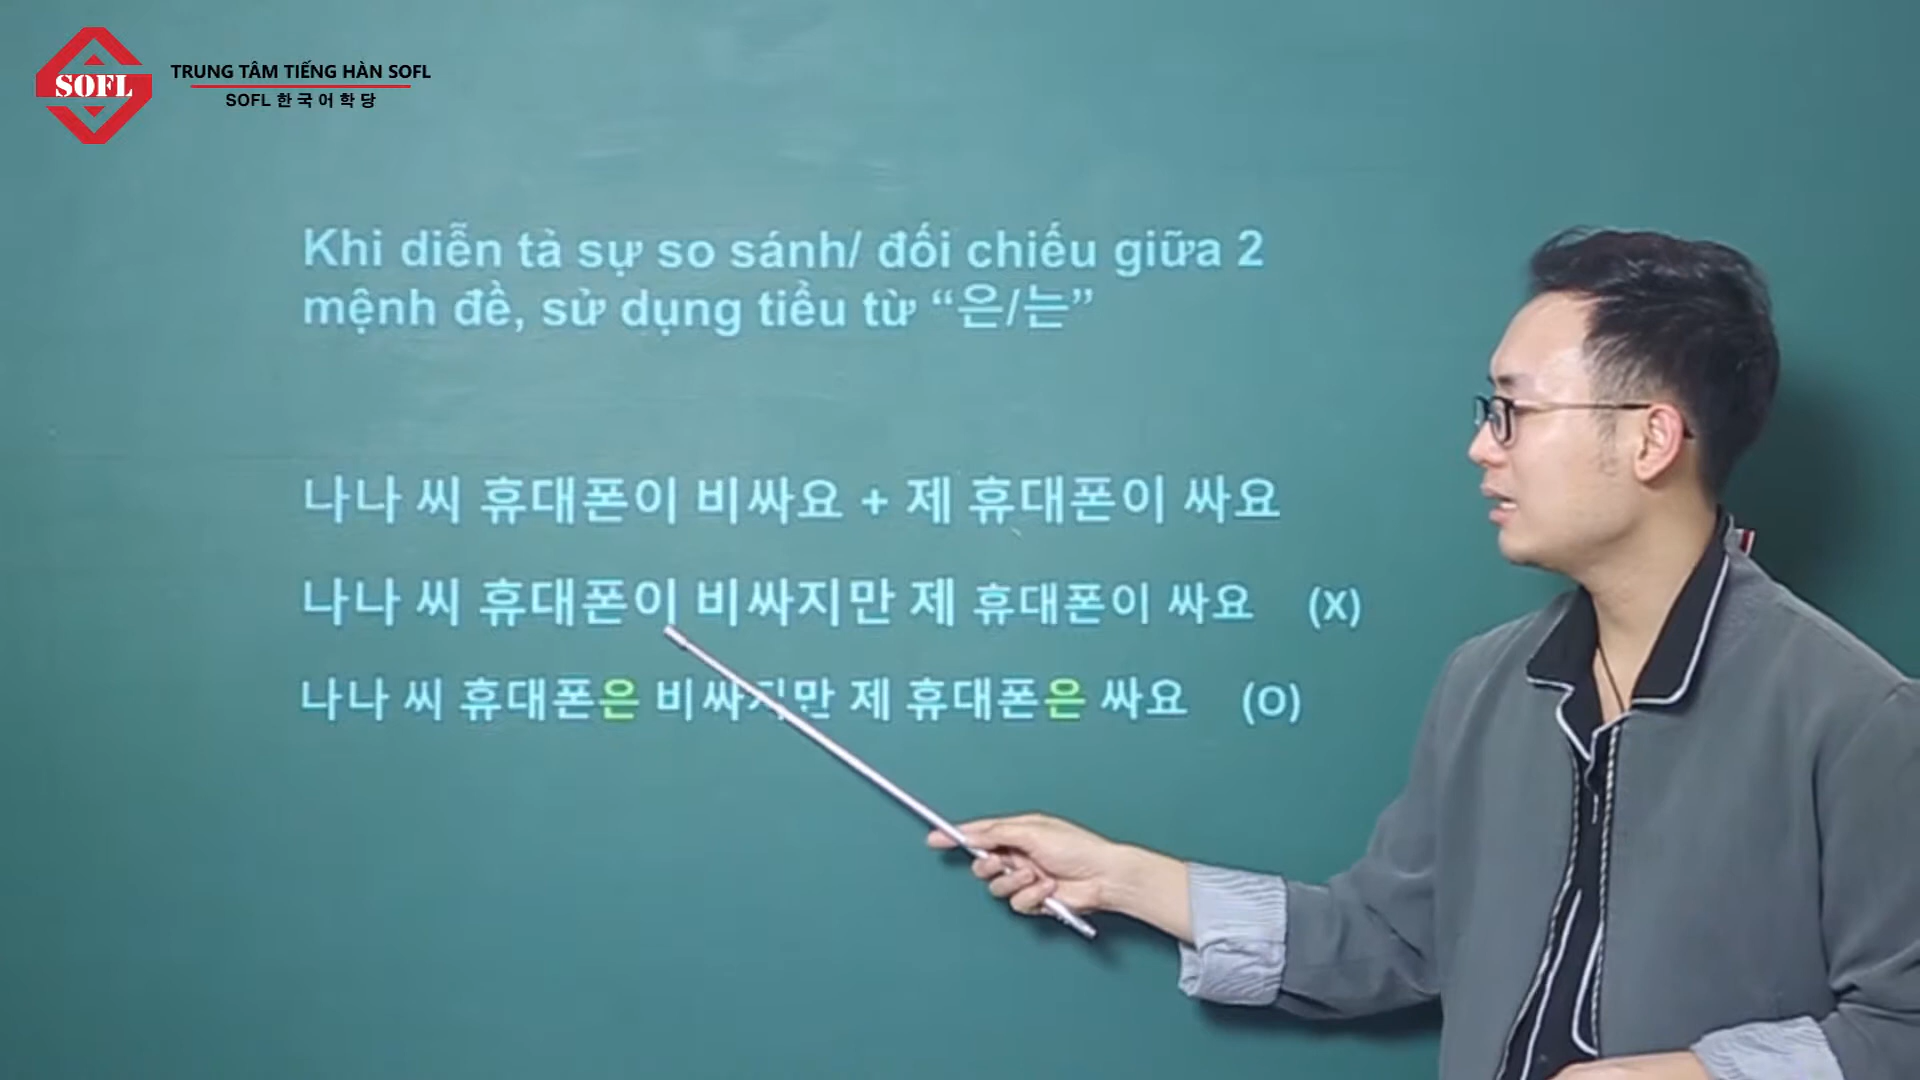 SOFL
TRUNG TÂM TIẾNG HÀN SOFL
SOFL 한국어학당
Khi diễn tả sự so sánh/ đối chiếu giữa 2
mệnh đề, sử dụng tiểu từ “은/는”
나나 씨 휴대폰이 비싸요 + 제 휴대폰이 싸요
나나 씨 휴대폰이 비싸지만 제 휴대폰이 싸요 (X)
나나 씨 휴대폰은 비싸지만 제 휴대폰은 싸요 (O)